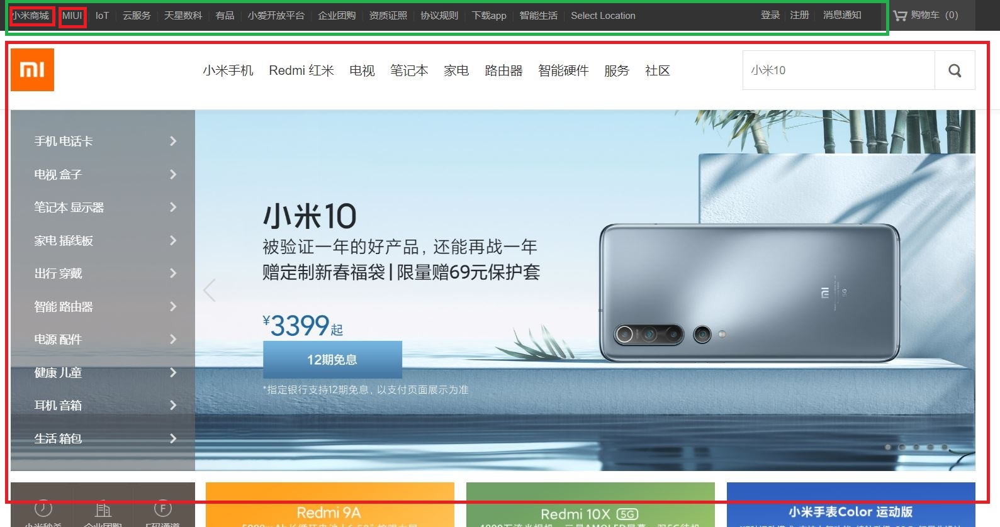 小米商城 MIUI IoT 云服务 天星数科 有品 小爱开放平台 企业团购 资质证照 协议规则 下载app 智能生活 Select Location 登录 注册 消息通知 购物车 (0)
小米手机 Redmi 红米 电视 笔记本 家电 路由器 智能硬件 服务 社区 小米10
手机 电话卡
电视 盒子
笔记本 显示器
家电 插线板
出行 穿戴
智能 路由器
电源 配件
健康 儿童
耳机 音箱
生活 箱包
小米10
被验证一年的好产品，还能再战一年
赠定制新春福袋|限量赠69元保护套
¥3399起
12期免息
*指定银行支持12期免息，以支付页面展示为准
Redmi 9A
Redmi 10X 5G
小米手表Color 运动版
小米秒杀 企业团购 F码通道